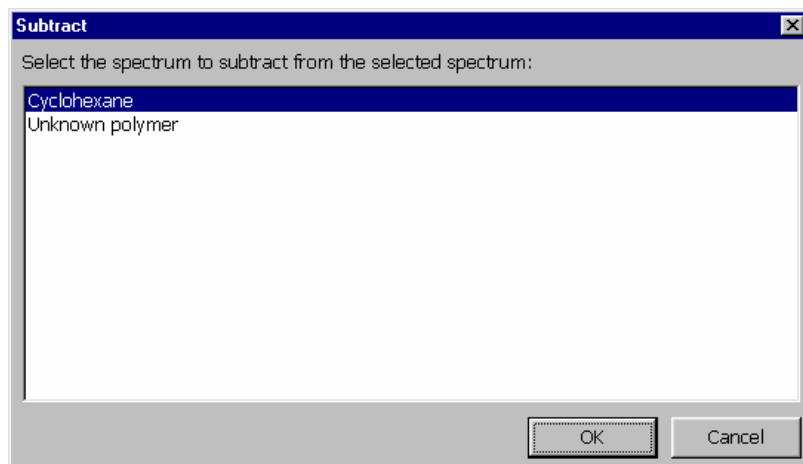 Subtract
Select the spectrum to subtract from the selected spectrum:
Cyclohexane
Unknown polymer
OK Cancel